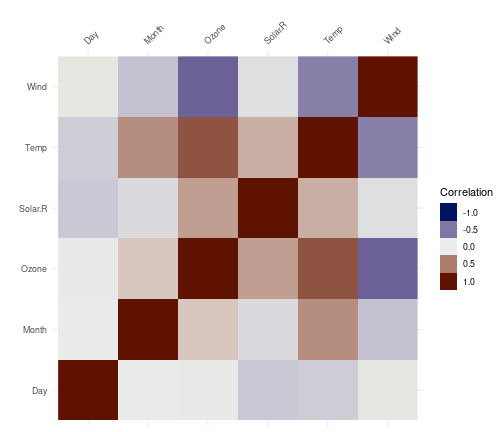 Day Month Ozone Solar.R Temp Wind
Wind
Temp
Solar.R
Ozone
Month
Day
Correlation
-1.0
-0.5
0.0
0.5
1.0